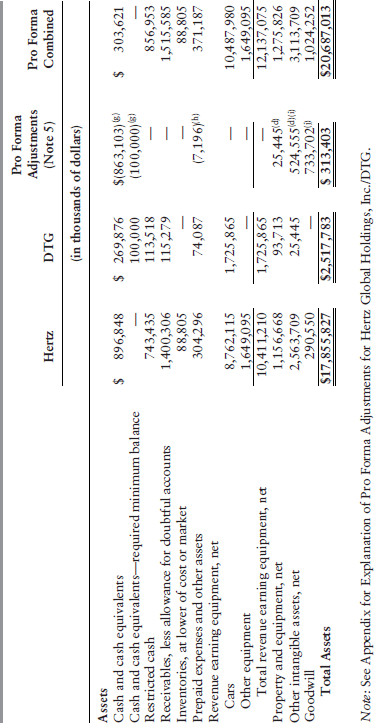 Hertz DTG Pro Forma Adjustments (Note 5) Pro Forma Combined
(in thousands of dollars)
Assets
Cash and cash equivalents $ 896,848 $ 269,876 $(863,103)(g) $ 303,621
Cash and cash equivalents—required minimum balance — 100,000 (100,000)(g) —
Restricted cash 743,435 113,518 — 856,953
Receivables, less allowance for doubtful accounts 1,400,306 115,279 — 1,515,585
Inventories, at lower of cost or market 88,805 — — 88,805
Prepaid expenses and other assets 304,296 74,087 (7,196)(h) 371,187
Revenue earning equipment, net
Cars 8,762,115 1,725,865 — 10,487,980
Other equipment 1,649,095 — — 1,649,095
Total revenue earning equipment, net 10,411,210 1,725,865 — 12,137,075
Property and equipment, net 1,156,668 93,713 25,445(d) 1,275,826
Other intangible assets, net 2,563,709 25,445 524,555(d)(i) 3,113,709
Goodwill 290,550 — 733,702(j) 1,024,252
Total Assets $17,855,827 $2,517,783 $ 313,403 $20,687,013
Note: See Appendix for Explanation of Pro Forma Adjustments for Hertz Global Holdings, Inc./DTG.